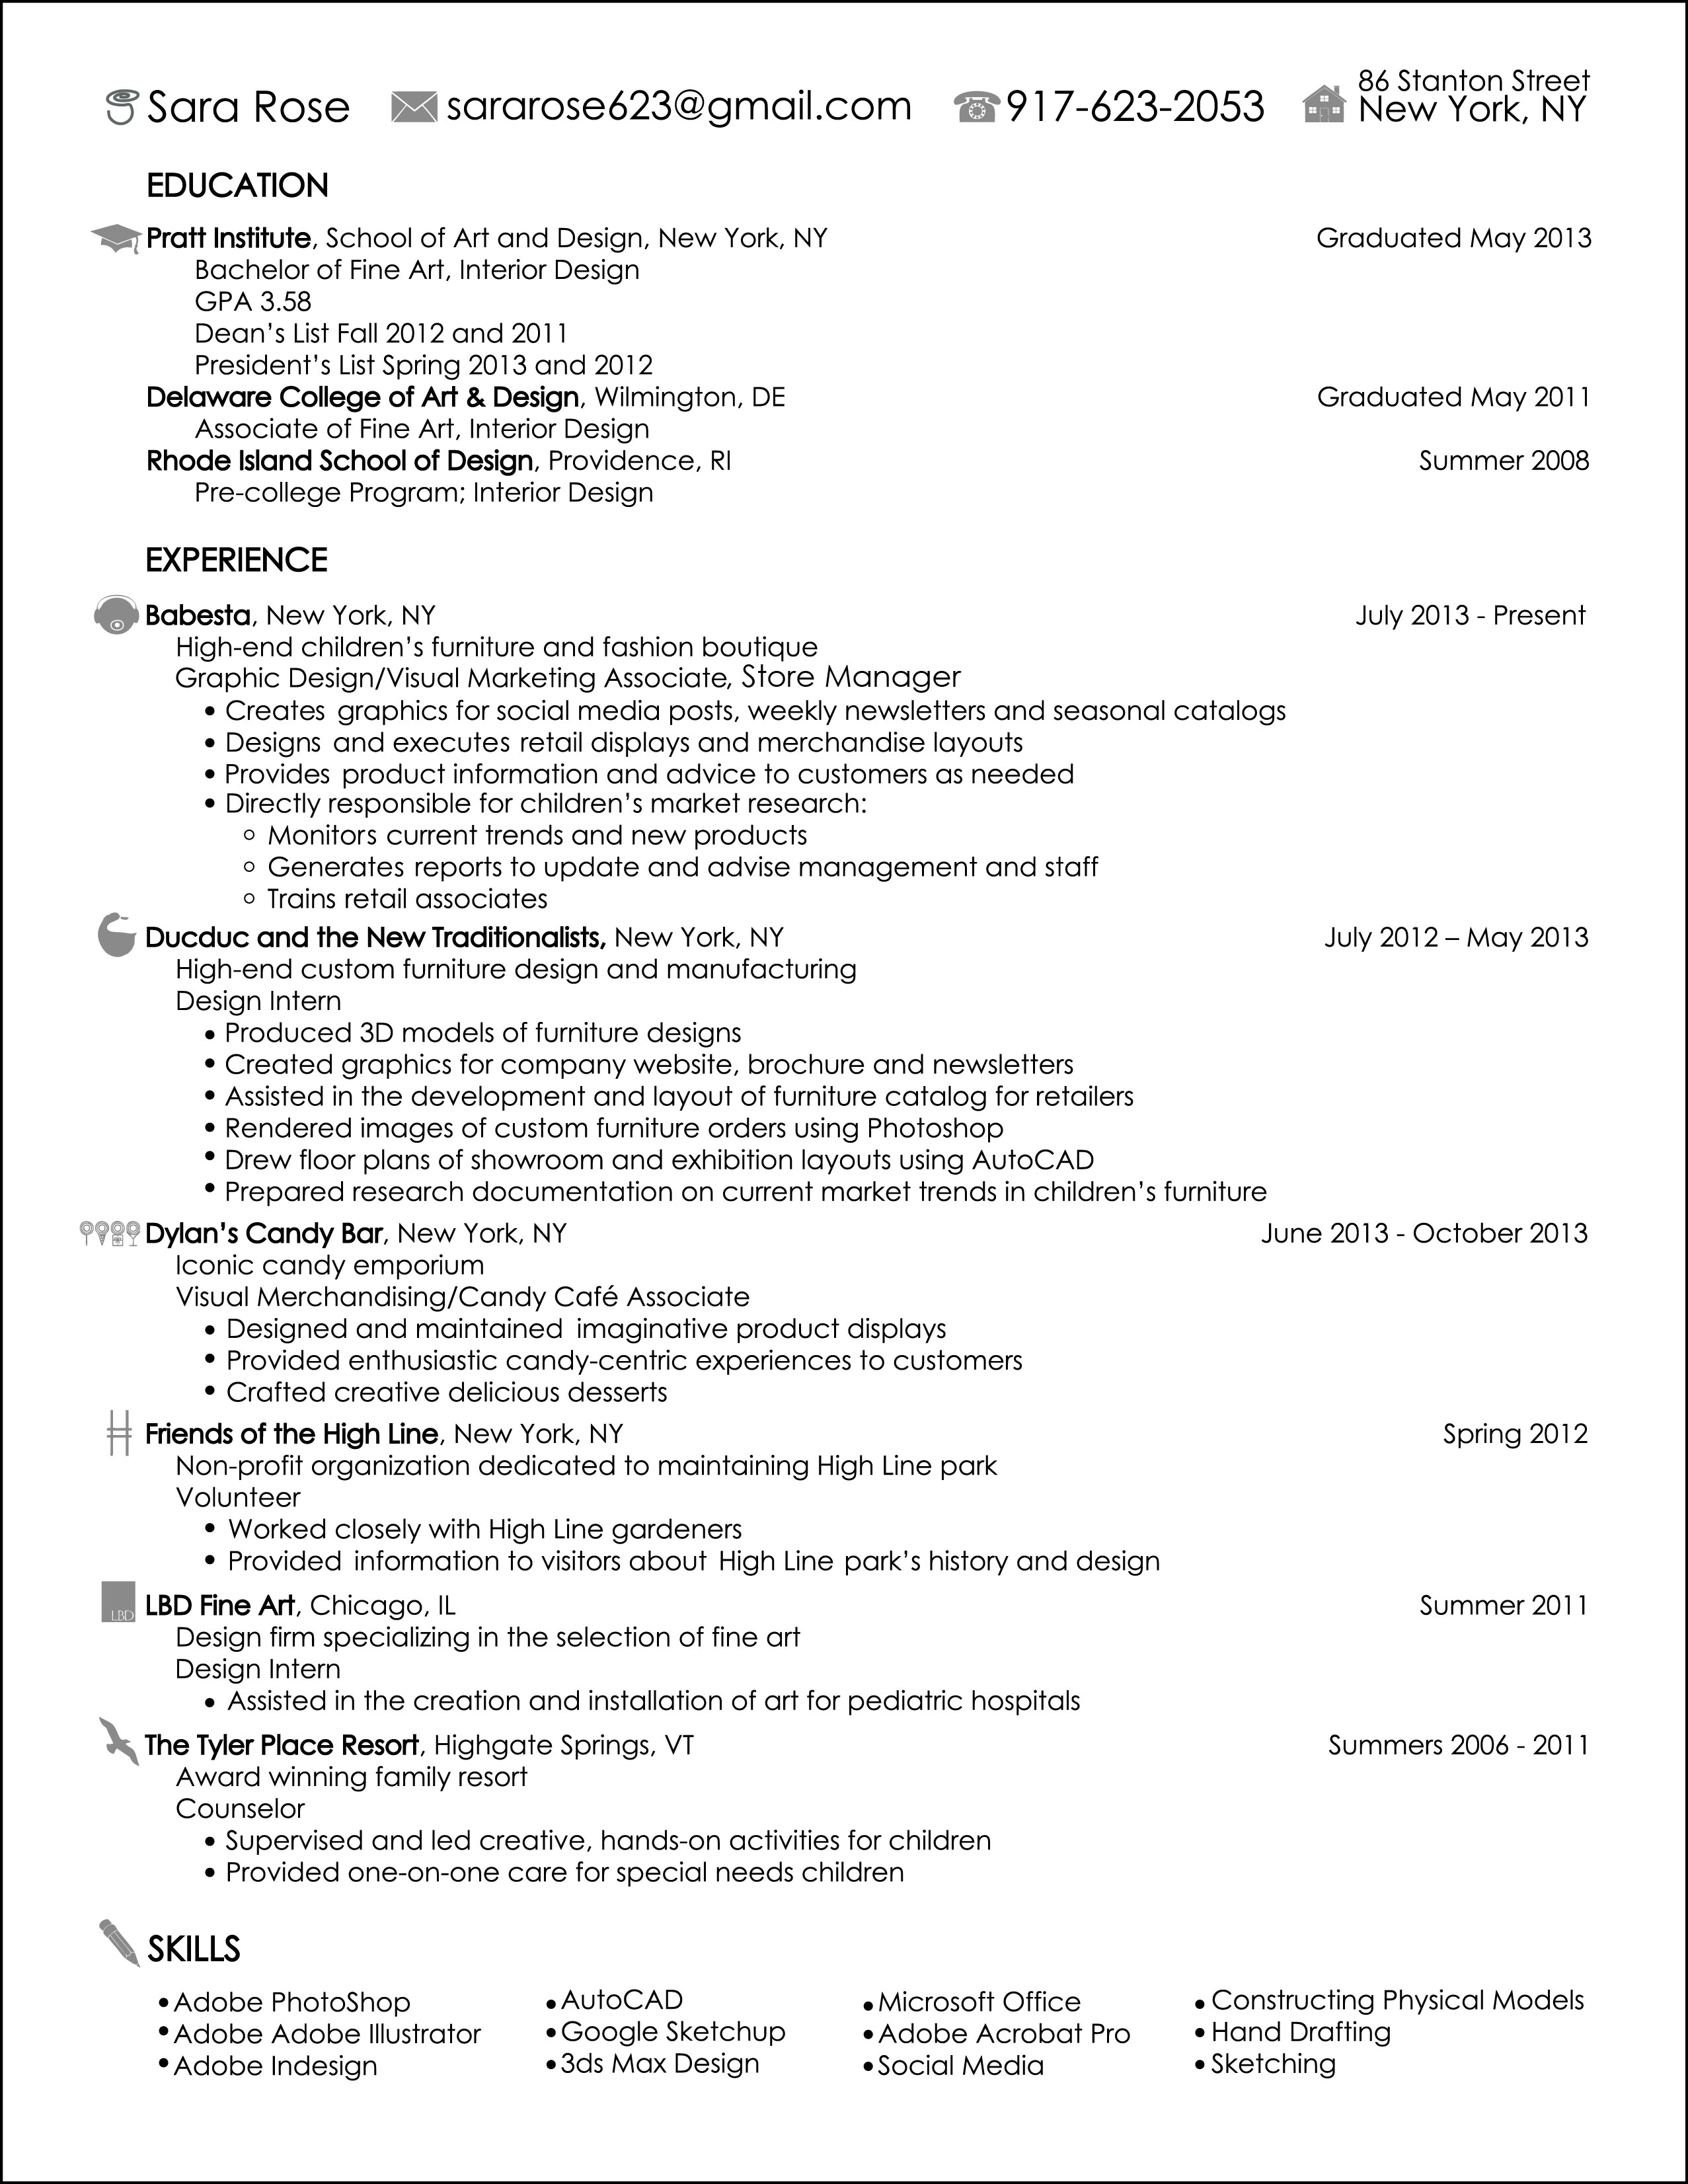 Sara Rose sararose623@gmail.com 917-623-2053 86 Stanton Street
New York, NY
EDUCATION
Pratt Institute, School of Art and Design, New York, NY Graduated May 2013
Bachelor of Fine Art, Interior Design
GPA 3.58
Dean’s List Fall 2012 and 2011
President’s List Spring 2013 and 2012
Delaware College of Art & Design, Wilmington, DE Graduated May 2011
Associate of Fine Art, Interior Design
Rhode Island School of Design, Providence, RI Summer 2008
Pre-college Program; Interior Design
EXPERIENCE
Babesta, New York, NY July 2013 - Present
High-end children’s furniture and fashion boutique
Graphic Design/Visual Marketing Associate, Store Manager
• Creates graphics for social media posts, weekly newsletters and seasonal catalogs
• Designs and executes retail displays and merchandise layouts
• Provides product information and advice to customers as needed
• Directly responsible for children’s market research:
◦ Monitors current trends and new products
◦ Generates reports to update and advise management and staff
◦ Trains retail associates
Ducduc and the New Traditionalists, New York, NY July 2012 – May 2013
High-end custom furniture design and manufacturing
Design Intern
• Produced 3D models of furniture designs
• Created graphics for company website, brochure and newsletters
• Assisted in the development and layout of furniture catalog for retailers
• Rendered images of custom furniture orders using Photoshop
• Drew floor plans of showroom and exhibition layouts using AutoCAD
• Prepared research documentation on current market trends in children’s furniture
Dylan’s Candy Bar, New York, NY June 2013 - October 2013
Iconic candy emporium
Visual Merchandising/Candy Café Associate
• Designed and maintained imaginative product displays
• Provided enthusiastic candy-centric experiences to customers
• Crafted creative delicious desserts
Friends of the High Line, New York, NY Spring 2012
Non-profit organization dedicated to maintaining High Line park
Volunteer
• Worked closely with High Line gardeners
• Provided information to visitors about High Line park’s history and design
LBD LBD Fine Art, Chicago, IL Summer 2011
Design firm specializing in the selection of fine art
Design Intern
• Assisted in the creation and installation of art for pediatric hospitals
The Tyler Place Resort, Highgate Springs, VT Summers 2006 - 2011
Award winning family resort
Counselor
• Supervised and led creative, hands-on activities for children
• Provided one-on-one care for special needs children
SKILLS
• Adobe PhotoShop • AutoCAD • Microsoft Office • Constructing Physical Models
• Adobe Adobe Illustrator • Google Sketchup • Adobe Acrobat Pro • Hand Drafting
• Adobe Indesign • 3ds Max Design • Social Media • Sketching